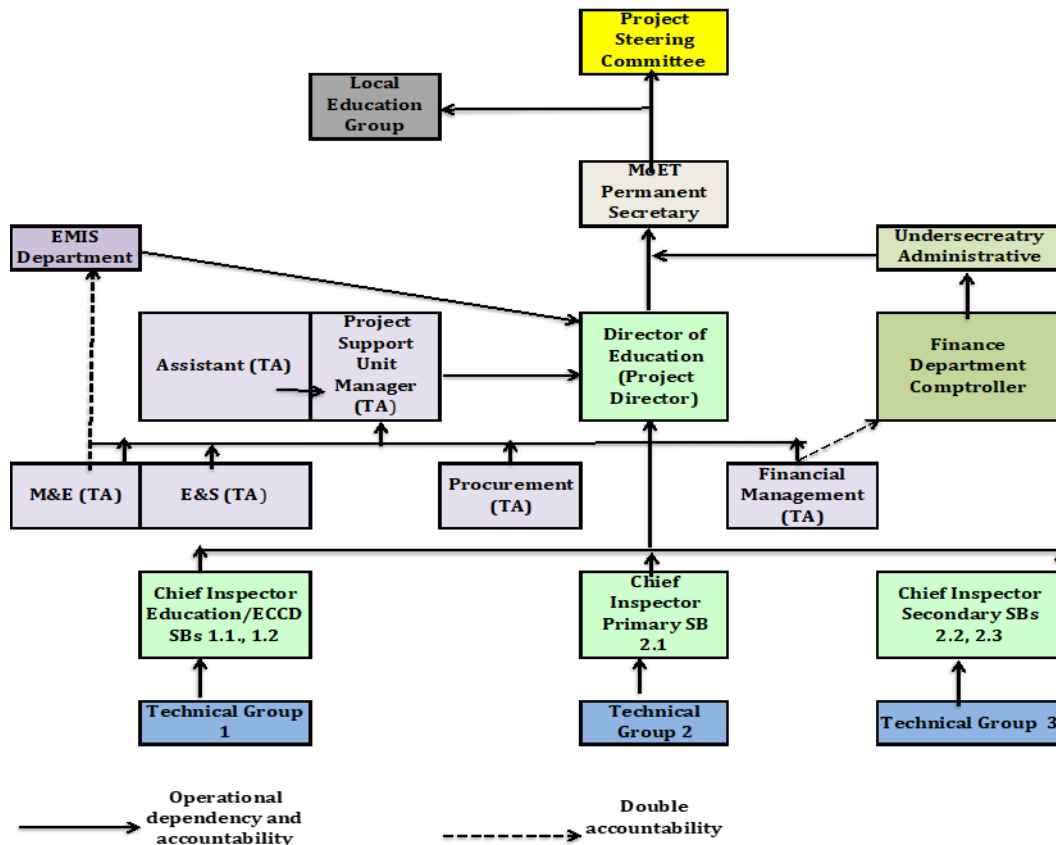 Project
Steering
Committee
Local
Education
Group
MoET
Permanent
Secretary
EMIS
Department
Undersecreatry
Administrative
Assistant (TA)
Project
Support
Unit
Manager
(TA)
Director of
Education
(Project
Director)
Finance
Department
Comptroller
M&E (TA)
E&S (TA)
Procurement
(TA)
Financial
Management
(TA)
Chief Inspector
Education/ECCD
SBs 1.1., 1.2
Chief
Inspector
Primary SB
2.1
Chief Inspector
Secondary SBs
2.2, 2.3
Technical Group
1
Technical
Group 2
Technical Group 3
Operational
dependency and
accountability
Double
accountability